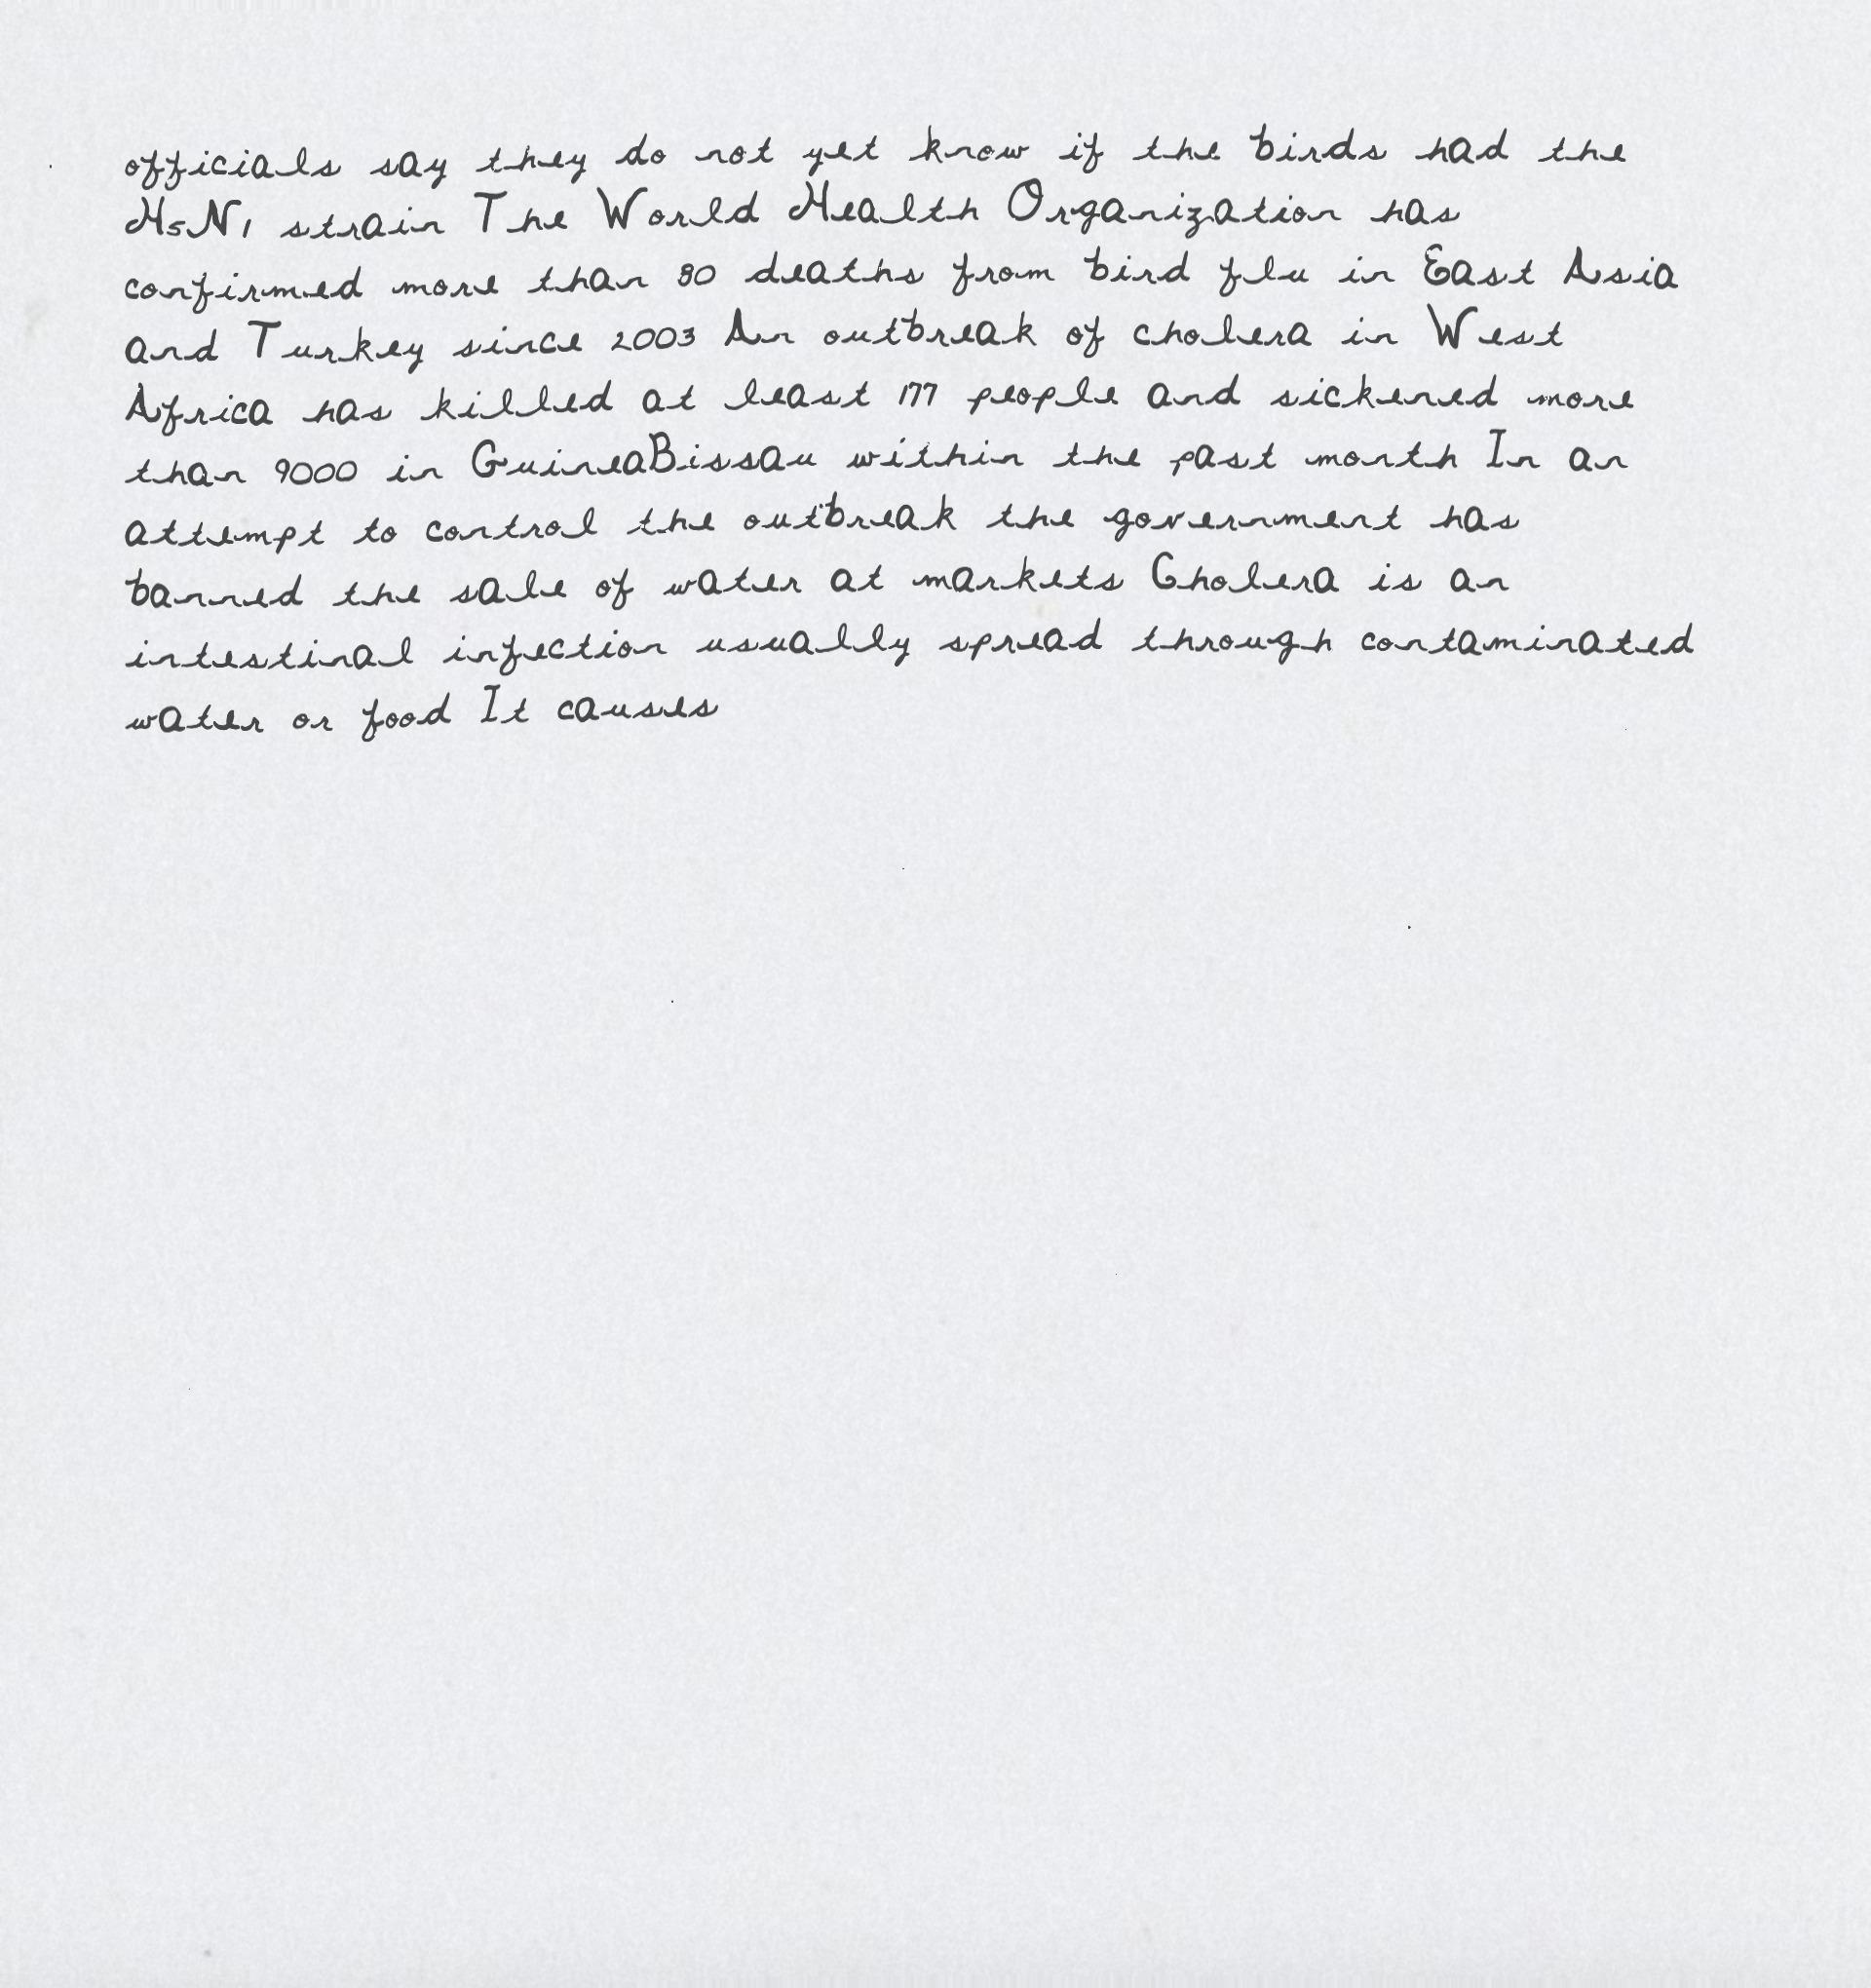 officials say they do not yet know if the birds had the
H5N1 strain The World Health Organization has
confirmed more than 80 deaths from bird flu in East Asia
and Turkey since 2003 An outbreak of cholera in West
Africa has killed at least 177 people and sickened more
than 9000 in GuineaBissau within the past month In an
attempt to control the outbreak the government has
banned the sale of water at markets Cholera is an
intestinal infection usually spread through contaminated
water or food It causes